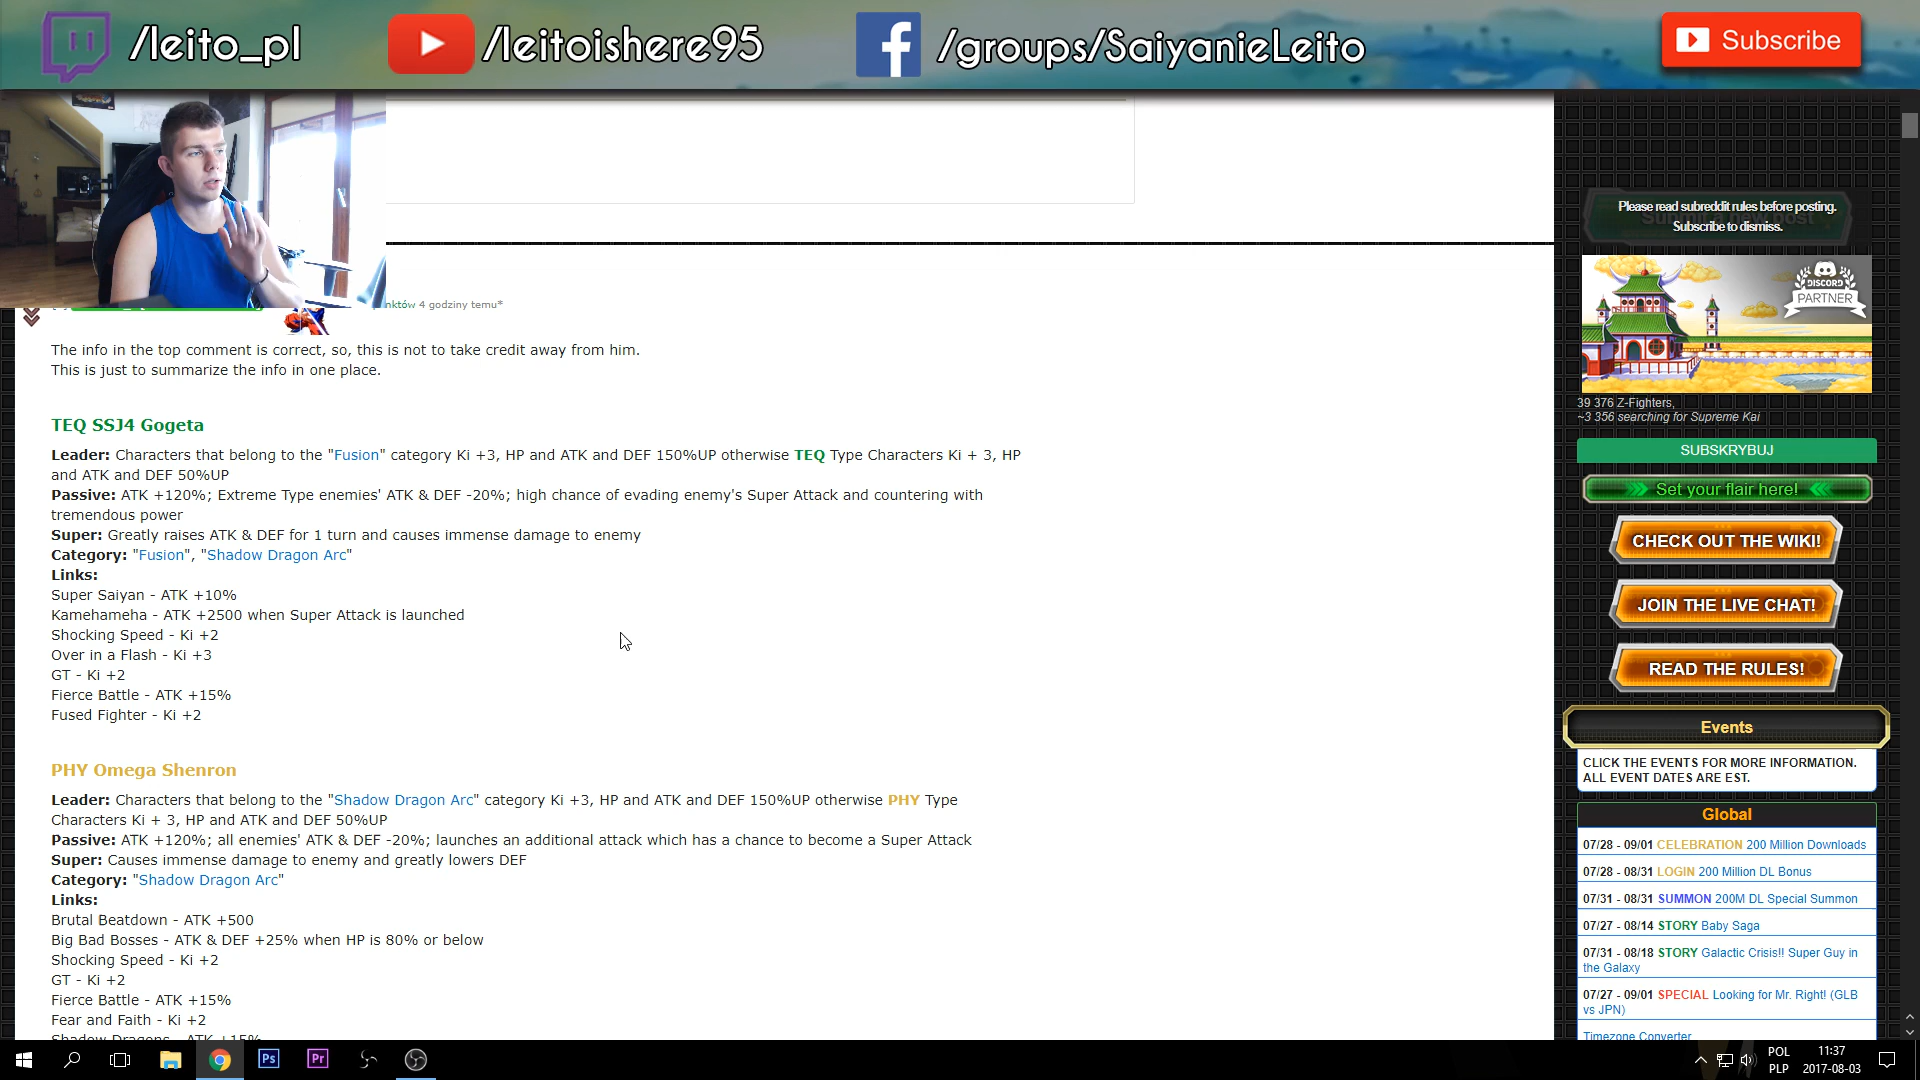 /leito_pl
/leitoishere95
/groups/SaiyanieLeito
Subscribe
Please read subreddit rules before posting.
Subscribe to dismiss.
DISCORD
PARTNER
39 376 Z-Fighters,
~3 356 searching for Supreme Kai
SUBSKRYBUJ
Set your flair here!
CHECK OUT THE WIKI!
JOIN THE LIVE CHAT!
READ THE RULES!
Events
CLICK THE EVENTS FOR MORE INFORMATION.
ALL EVENT DATES ARE EST.
Global
07/28 - 09/01 CELEBRATION 200 Million Downloads
07/28 - 08/31 LOGIN 200 Million DL Bonus
07/31 - 08/31 SUMMON 200M DL Special Summon
07/27 - 08/14 STORY Baby Saga
07/31 - 08/18 STORY Galactic Crisis!! Super Guy in
the Galaxy
07/27 - 09/01 SPECIAL Looking for Mr. Right! (GLB
vs JPN)
Timezone Converter
4 godziny temu*
The info in the top comment is correct, so, this is not to take credit away from him.
This is just to summarize the info in one place.
TEQ SSJ4 Gogeta
Leader: Characters that belong to the "Fusion" category Ki +3, HP and ATK and DEF 150%UP otherwise TEQ Type Characters Ki + 3, HP
and ATK and DEF 50%UP
Passive: ATK +120%; Extreme Type enemies' ATK & DEF -20%; high chance of evading enemy's Super Attack and countering with
tremendous power
Super: Greatly raises ATK & DEF for 1 turn and causes immense damage to enemy
Category: "Fusion", "Shadow Dragon Arc"
Links:
Super Saiyan - ATK +10%
Kamehameha - ATK +2500 when Super Attack is launched
Shocking Speed - Ki +2
Over in a Flash - Ki +3
GT - Ki +2
Fierce Battle - ATK +15%
Fused Fighter - Ki +2
PHY Omega Shenron
Leader: Characters that belong to the "Shadow Dragon Arc" category Ki +3, HP and ATK and DEF 150%UP otherwise PHY Type
Characters Ki + 3, HP and ATK and DEF 50%UP
Passive: ATK +120%; all enemies' ATK & DEF -20%; launches an additional attack which has a chance to become a Super Attack
Super: Causes immense damage to enemy and greatly lowers DEF
Category: "Shadow Dragon Arc"
Links:
Brutal Beatdown - ATK +500
Big Bad Bosses - ATK & DEF +25% when HP is 80% or below
Shocking Speed - Ki +2
GT - Ki +2
Fierce Battle - ATK +15%
Fear and Faith - Ki +2
Shadow Dragons - ATK +15%
Ps
Pr
POL
PLP
11:37
2017-08-03